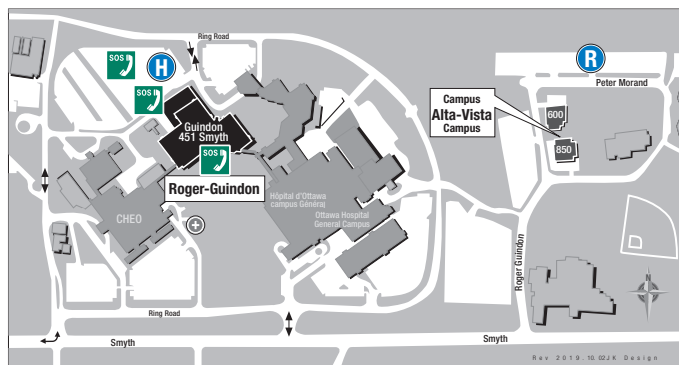 Ring Road
SOS
H
SOS
Guindon
451 Smyth
SOS
Roger-Guindon
CHEO
Hôpital d'Ottawa
campus Général
Ottawa Hospital
General Campus
R
Peter Morand
Campus
Alta-Vista
Campus
600
850
Roger Guindon
N
Ring Road
Smyth
Smyth
Rev 2019.10.02JK Design